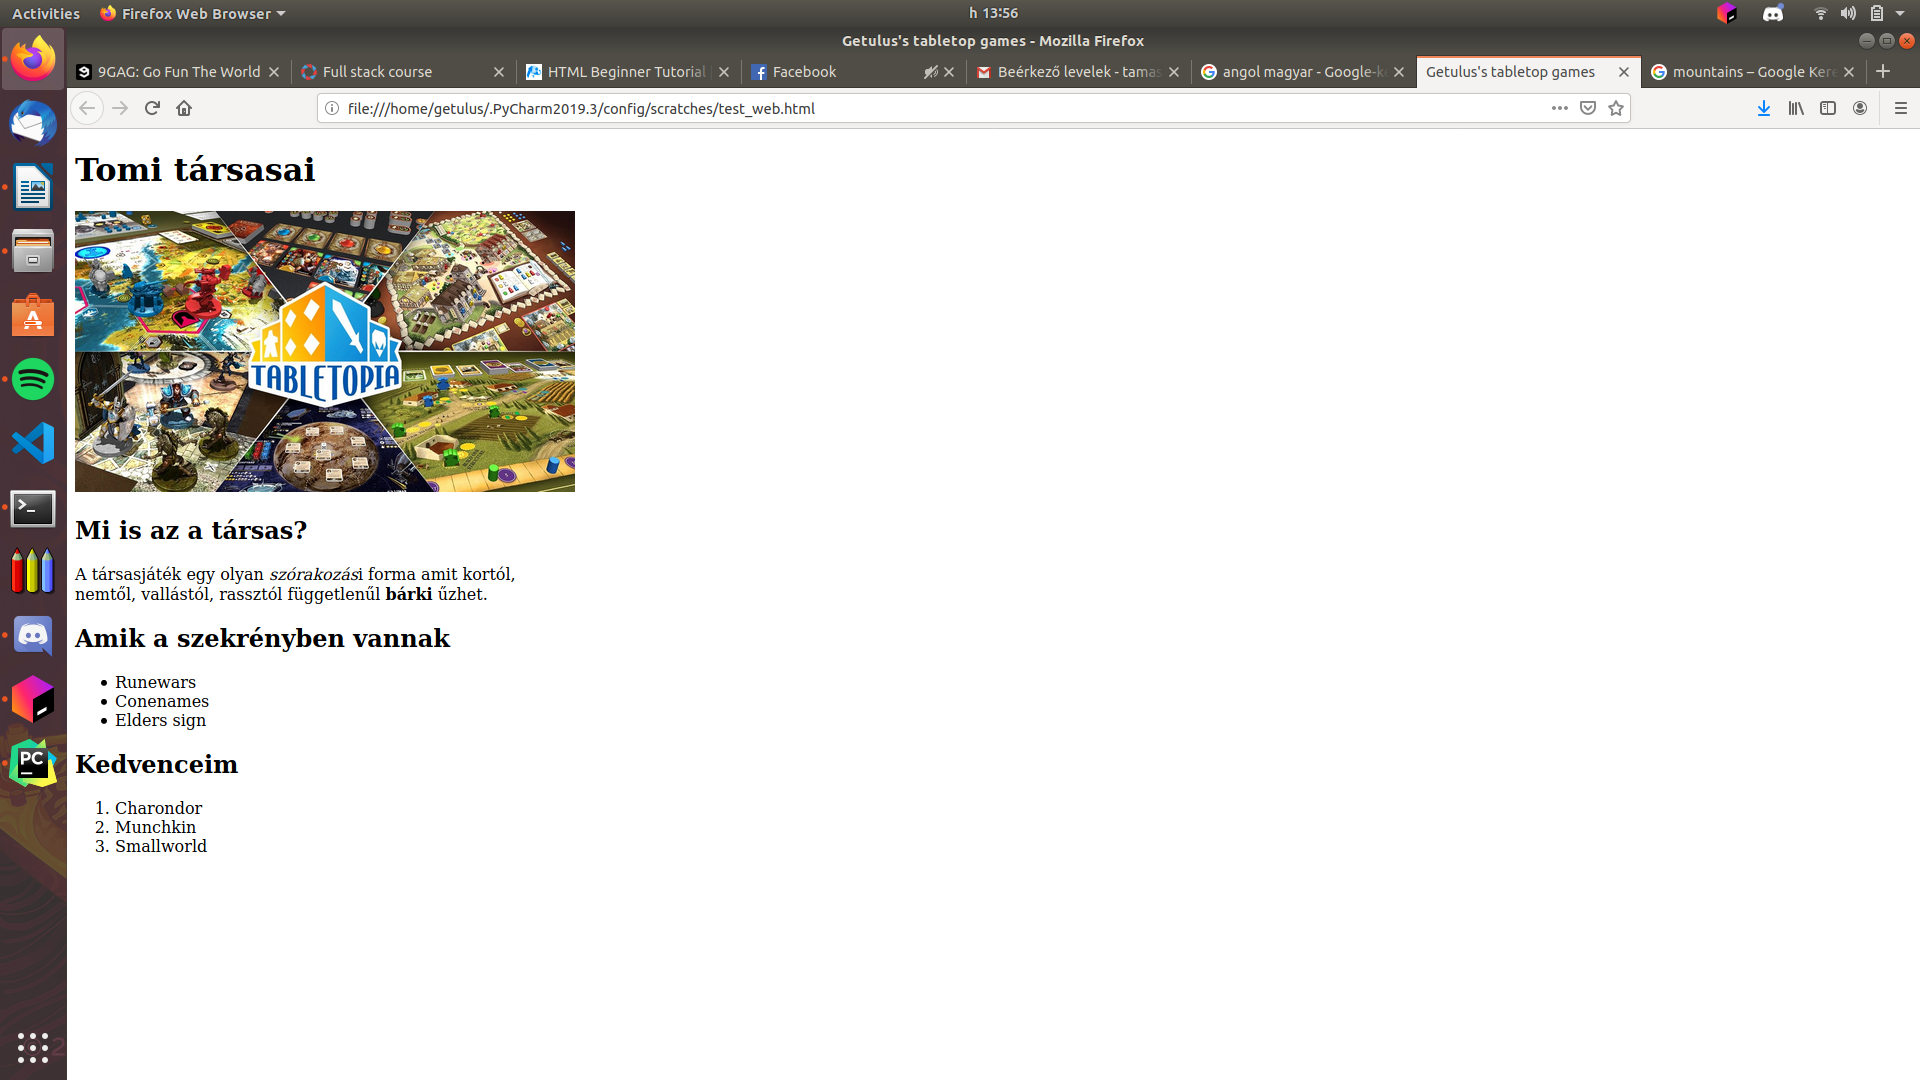 Activities
Firefox Web Browser
h 13:56
Getulus's tabletop games - Mozilla Firefox
9GAG: Go Fun The World
Full stack course
HTML Beginner Tutorial
Facebook
Beérkező levelek - tamas
angol magyar - Google-k
Getulus's tabletop games
mountains – Google Kere
file:///home/getulus/.PyCharm2019.3/config/scratches/test_web.html
Tomi társasai
TABLETOPIA
Mi is az a társas?
A társasjáték egy olyan szórakozási forma amit kortól,
nemtől, vallástól, rassztól függetlenűl bárki űzhet.
Amik a szekrényben vannak
• Runewars
• Conenames
• Elders sign
Kedvenceim
1. Charondor
2. Munchkin
3. Smallworld
PC